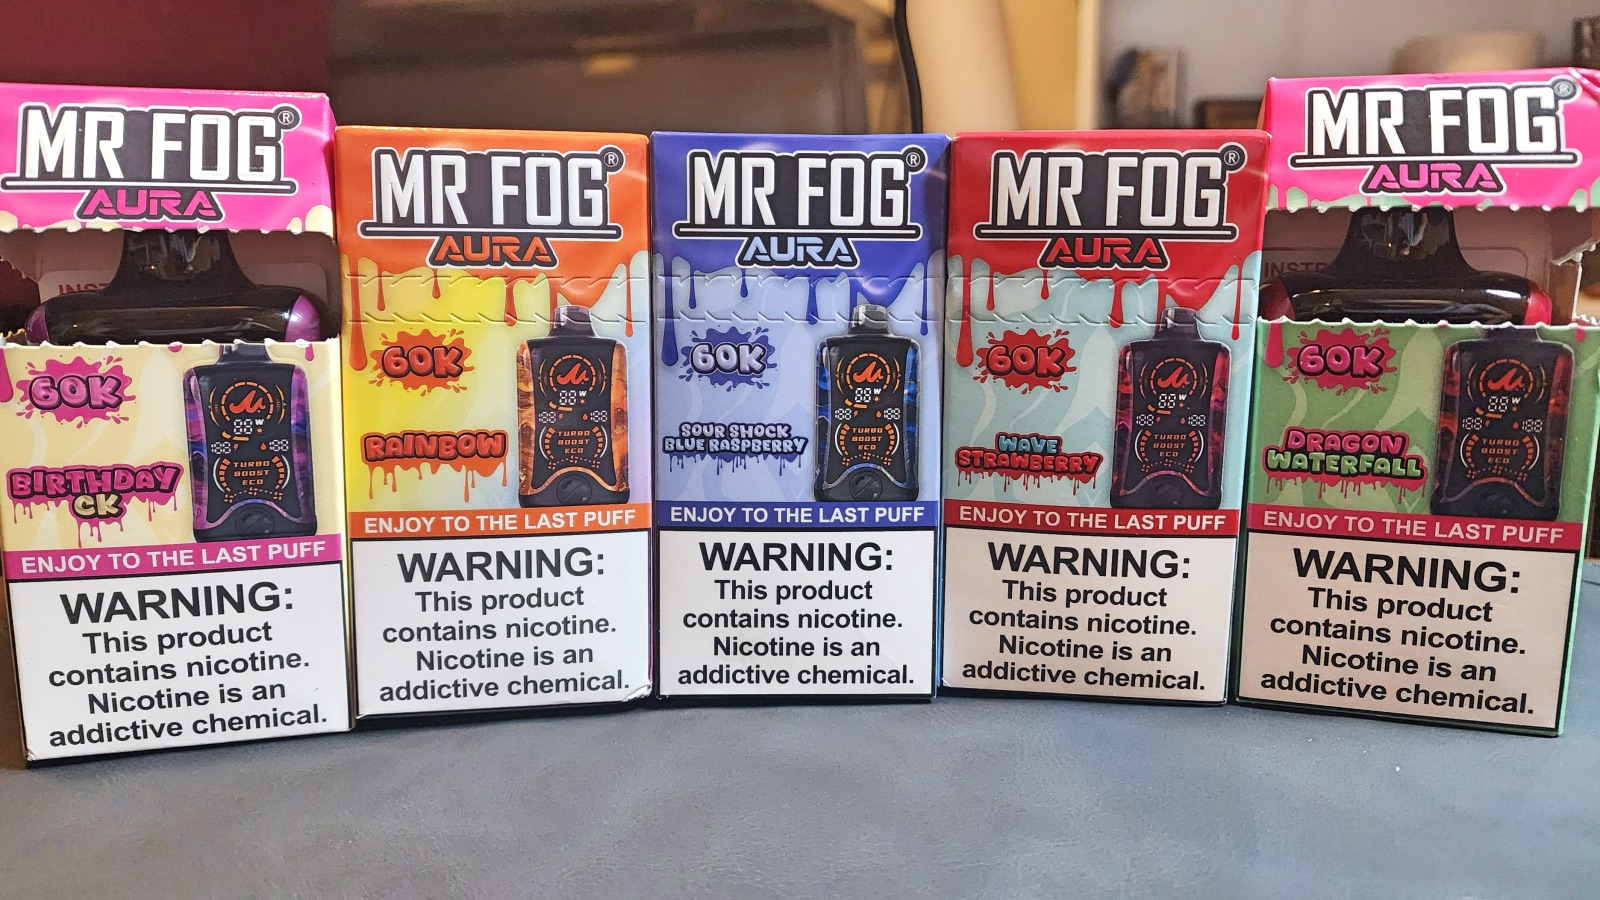 MR FOG®
AURA
INST
60K
BIRTHDAY
CK
TURBO
BOOST
ECO
ENJOY TO THE LAST PUFF
WARNING:
This product
contains nicotine.
Nicotine is an
addictive chemical.
MR FOG®
AURA
60K
RAINBOW
TURBO
BOOST
ECO
ENJOY TO THE LAST PUFF
WARNING:
This product
contains nicotine.
Nicotine is an
addictive chemical.
MR FOG®
AURA
60K
SOUR SHOCK
BLUE RASPBERRY
TURBO
BOOST
ECO
ENJOY TO THE LAST PUFF
WARNING:
This product
contains nicotine.
Nicotine is an
addictive chemical.
MR FOG®
AURA
60K
WAVE
STRAWBERRY
TURBO
BOOST
ECO
ENJOY TO THE LAST PUFF
WARNING:
This product
contains nicotine.
Nicotine is an
addictive chemical.
MR FOG®
AURA
INSTR
60K
DRAGON
WATERFALL
TURBO
BOOST
ECO
ENJOY TO THE LAST PUFF
WARNING:
This product
contains nicotine.
Nicotine is an
addictive chemical.